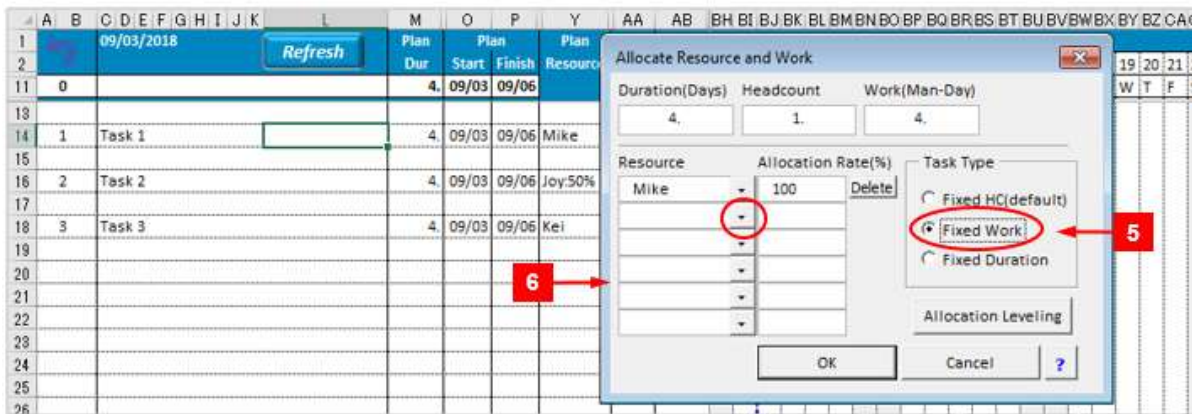 A B C D E F G H I J K L M O P Y AA AB BH BI BJ BK BL BM BN BO BP BQ BR BS BT BU BV BW BX BY BZ CA
1 09/03/2018 Refresh Plan Plan Plan
2 Dur Start Finish Resource 19 20 21
11 0 4. 09/03 09/06 W T F
13
14 1 Task 1 4. 09/03 09/06 Mike
15
16 2 Task 2 4. 09/03 09/06 Joy:50%
17
18 3 Task 3 4. 09/03 09/06 Kei
19
20
21
22
23
24
25
26
Allocate Resource and Work
Duration(Days) Headcount Work(Man-Day)
4. 1. 4.
Resource Allocation Rate(%) Task Type
Mike 100 Delete
Fixed HC(default)
Fixed Work 5
Fixed Duration
6
Allocation Leveling
OK Cancel ?